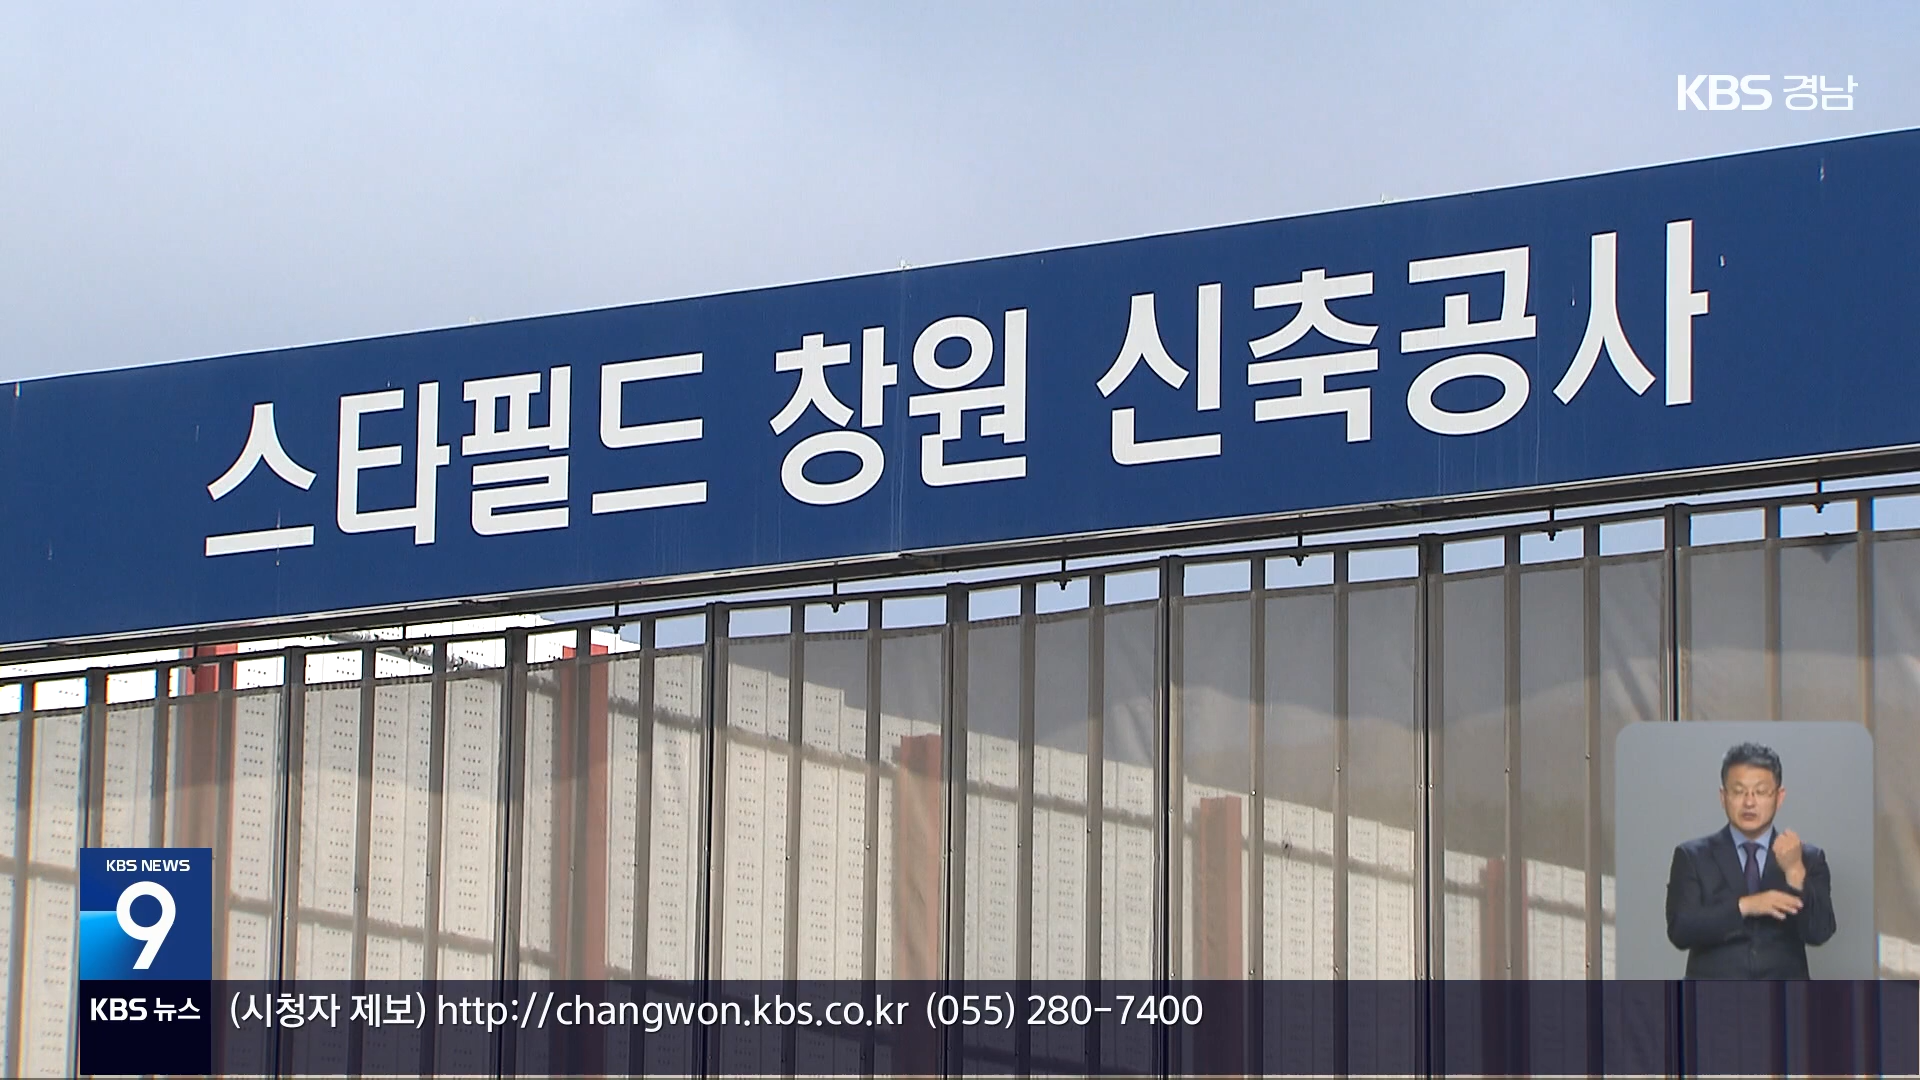 KBS 경남
스타필드 창원 신축공사
KBS NEWS
9
KBS 뉴스
(시청자 제보) http://changwon.kbs.co.kr (055) 280-7400